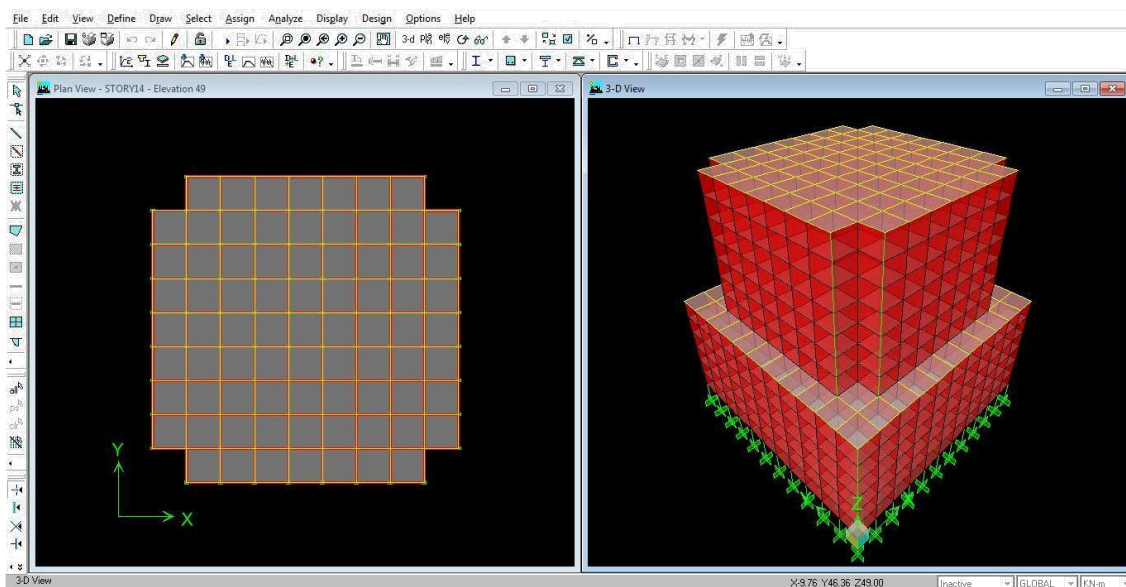 File Edit View Define Draw Select Assign Analyze Display Design Options Help
3-d
Plan View - STORY14 - Elevation 49
3-D View
Y
X
Z
3-D View
X-9.76 Y46.36 Z49.00
Inactive
GLOBAL
KN-m